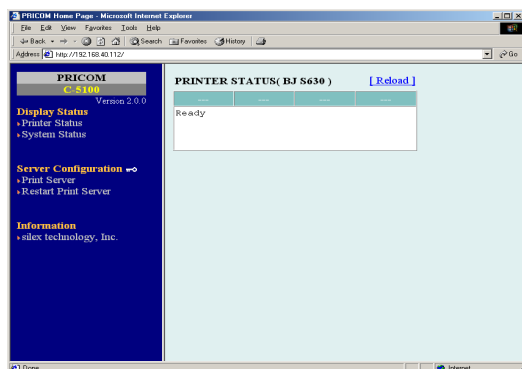 PRICOM Home Page - Microsoft Internet Explorer
File Edit View Favorites Tools Help
Back Search Favorites History
Address http://192.168.40.112/ Go
PRICOM
C-5100
Version 2.0.0
Display Status
Printer Status
System Status
Server Configuration
Print Server
Restart Print Server
Information
silex technology, Inc.
PRINTER STATUS( BJ S630 ) [ Reload ]
--- --- --- ---
Ready
Done Internet